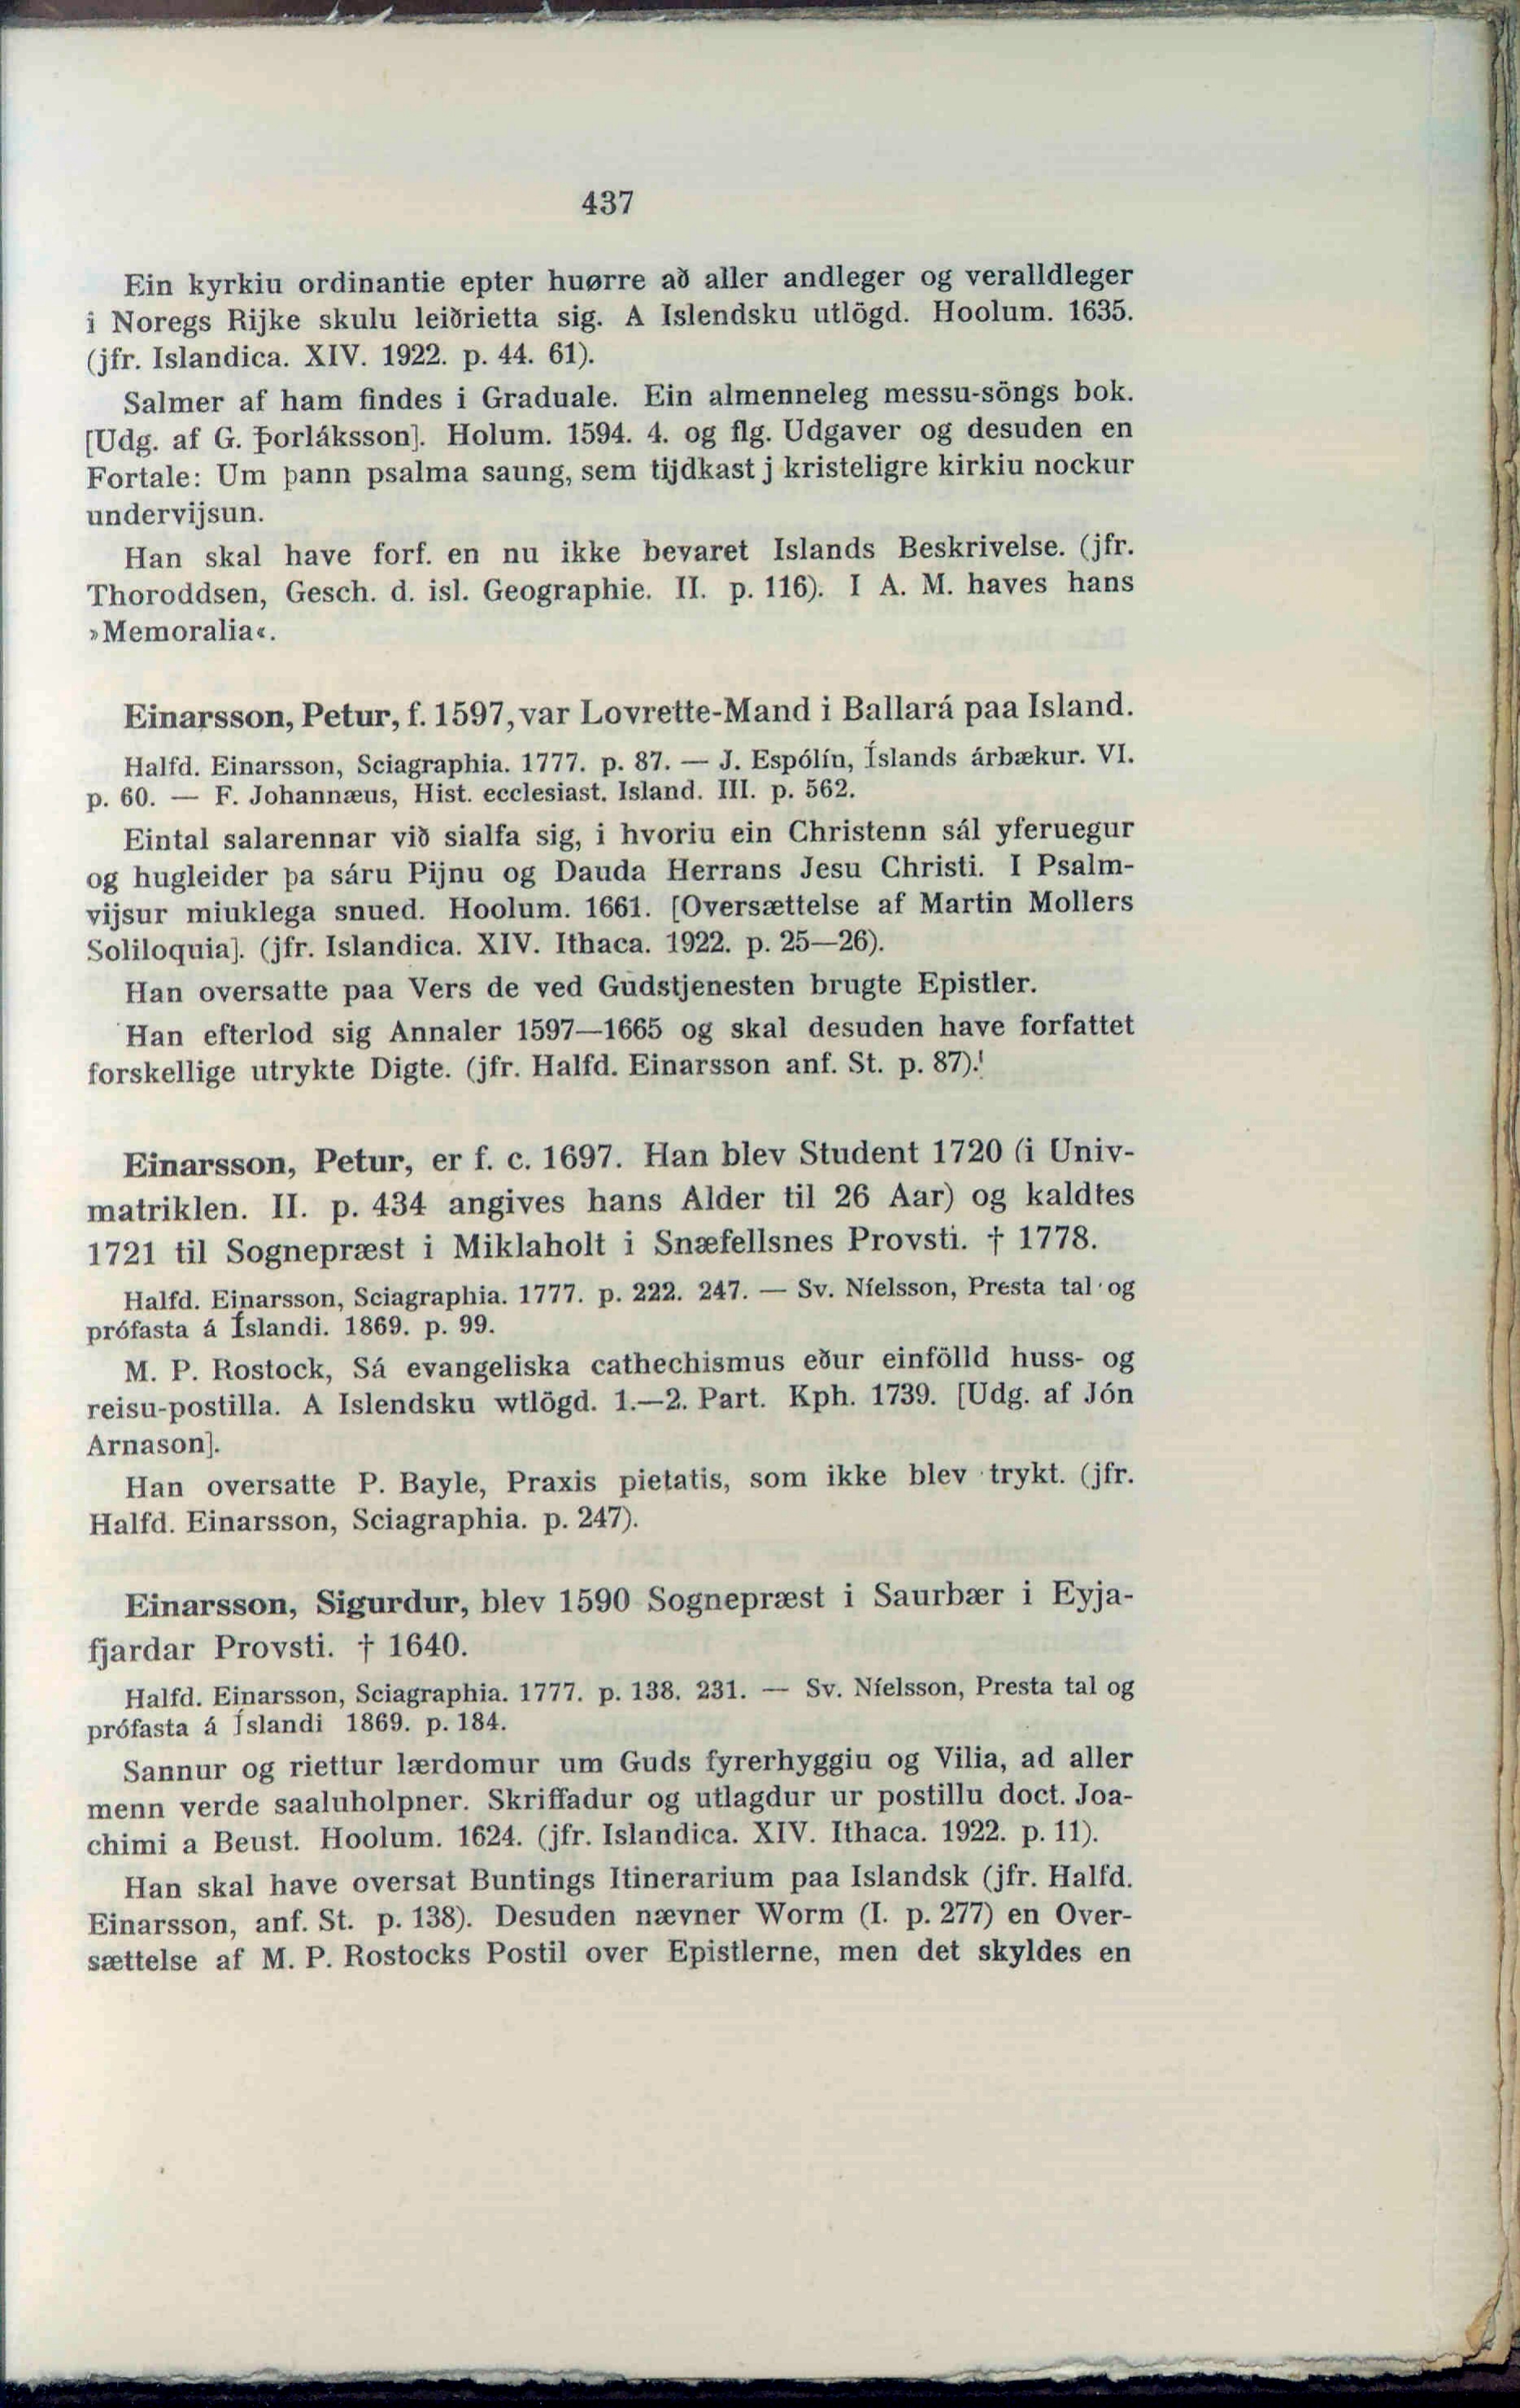 437
Ein kyrkiu ordinantie epter huørre að aller andleger og veralldleger
i Noregs Rijke skulu leiðrietta sig. A Islendsku utlögd. Hoolum. 1635.
(jfr. Islandica. XIV. 1922. p. 44. 61).
Salmer af ham findes i Graduale. Ein almenneleg messu-söngs bok.
[Udg. af G. Þorláksson]. Holum. 1594. 4. og flg. Udgaver og desuden en
Fortale: Um þann psalma saung, sem tijdkast j kristeligre kirkiu nockur
undervijsun.
Han skal have forf. en nu ikke bevaret Islands Beskrivelse. (jfr.
Thoroddsen, Gesch. d. isl. Geographie. II. p. 116). I A. M. haves hans
»Memoralia«.
Einarsson, Petur, f. 1597, var Lovrette-Mand i Ballará paa Island.
Halfd. Einarsson, Sciagraphia. 1777. p. 87. — J. Espólín, Íslands árbækur. VI.
p. 60. — F. Johannæus, Hist. ecclesiast. Island. III. p. 562.
Eintal salarennar við sialfa sig, i hvoriu ein Christenn sál yferuegur
og hugleider þa sáru Pijnu og Dauda Herrans Jesu Christi. I Psalm-
vijsur miuklega snued. Hoolum. 1661. [Oversættelse af Martin Mollers
Soliloquia]. (jfr. Islandica. XIV. Ithaca. 1922. p. 25—26).
Han oversatte paa Vers de ved Gudstjenesten brugte Epistler.
Han efterlod sig Annaler 1597—1665 og skal desuden have forfattet
forskellige utrykte Digte. (jfr. Halfd. Einarsson anf. St. p. 87).
Einarsson, Petur, er f. c. 1697. Han blev Student 1720 (i Univ-
matriklen. II. p. 434 angives hans Alder til 26 Aar) og kaldtes
1721 til Sognepræst i Miklaholt i Snæfellsnes Provsti. † 1778.
Halfd. Einarsson, Sciagraphia. 1777. p. 222. 247. — Sv. Níelsson, Presta tal og
prófasta á Íslandi. 1869. p. 99.
M. P. Rostock, Sá evangeliska cathechismus eður einfölld huss- og
reisu-postilla. A Islendsku wtlögd. 1.—2. Part. Kph. 1739. [Udg. af Jón
Arnason].
Han oversatte P. Bayle, Praxis pietatis, som ikke blev trykt. (jfr.
Halfd. Einarsson, Sciagraphia. p. 247).
Einarsson, Sigurdur, blev 1590 Sognepræst i Saurbær i Eyja-
fjardar Provsti. † 1640.
Halfd. Einarsson, Sciagraphia. 1777. p. 138. 231. — Sv. Níelsson, Presta tal og
prófasta á Íslandi 1869. p. 184.
Sannur og riettur lærdomur um Guds fyrerhyggiu og Vilia, ad aller
menn verde saaluholpner. Skriffadur og utlagdur ur postillu doct. Joa-
chimi a Beust. Hoolum. 1624. (jfr. Islandica. XIV. Ithaca. 1922. p. 11).
Han skal have oversat Buntings Itinerarium paa Islandsk (jfr. Halfd.
Einarsson, anf. St. p. 138). Desuden nævner Worm (I. p. 277) en Over-
sættelse af M. P. Rostocks Postil over Epistlerne, men det skyldes en